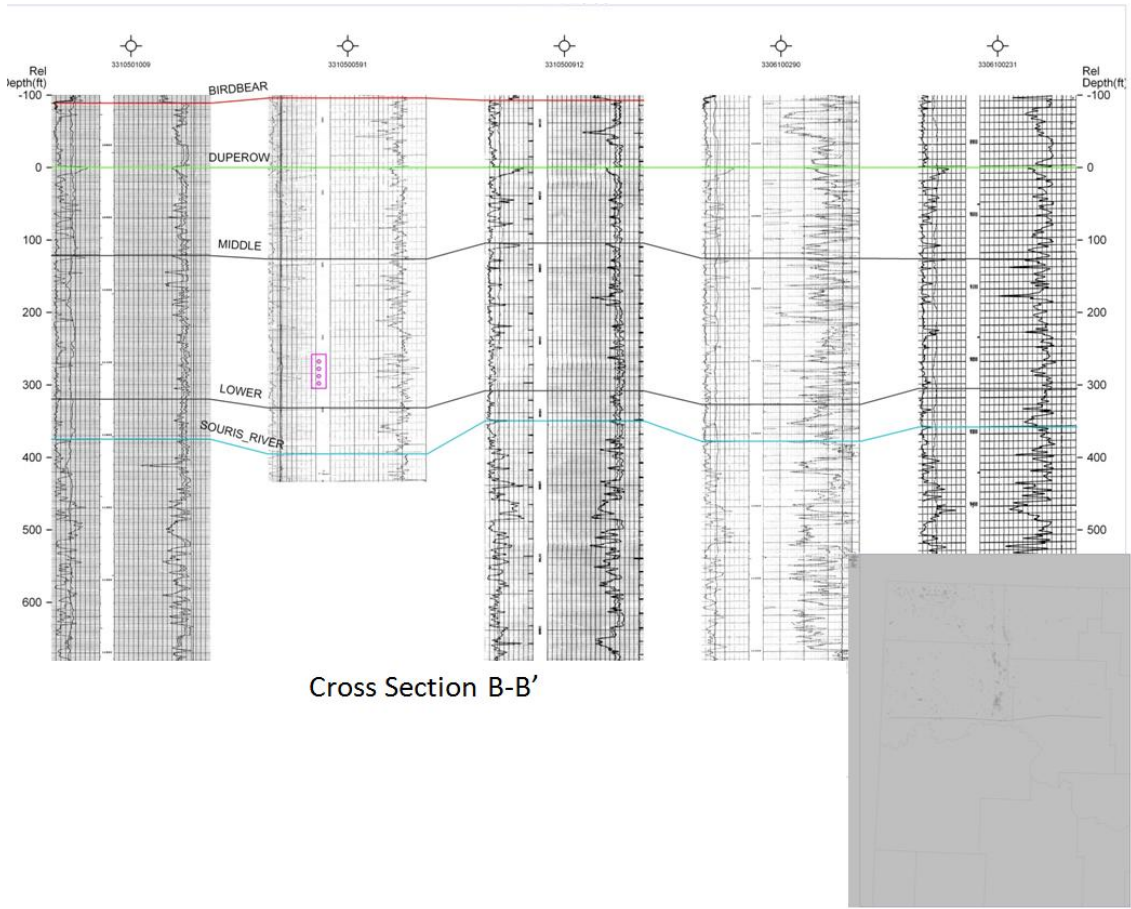 3310501009 3310500591 3310500912 3306100290 3306100231
Rel
Depth(ft)
Rel
Depth(ft)
BIRDBEAR
-100
-100
DUPEROW
0
0
MIDDLE
100
100
200
200
LOWER
300
300
SOURIS_RIVER
400
400
500
500
600
Cross Section B-B’